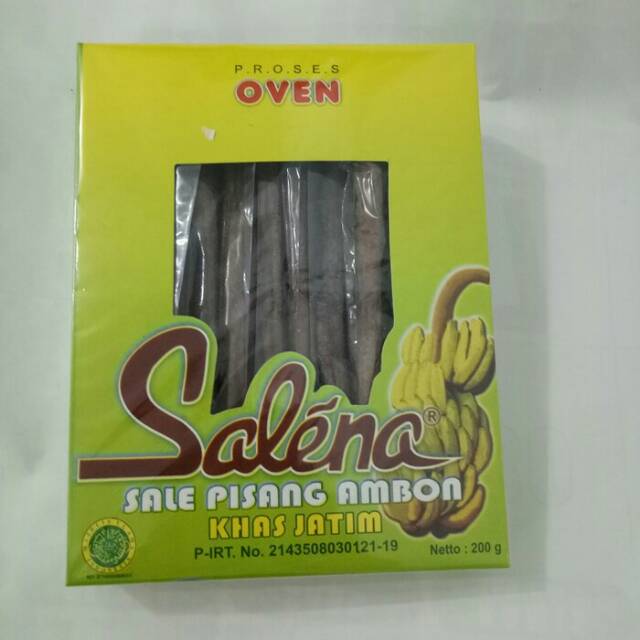 P.R.O.S.E.S
OVEN
Saléna®
SALE PISANG AMBON
KHAS JATIM
P-IRT. No. 2143508030121-19
Netto : 200 g